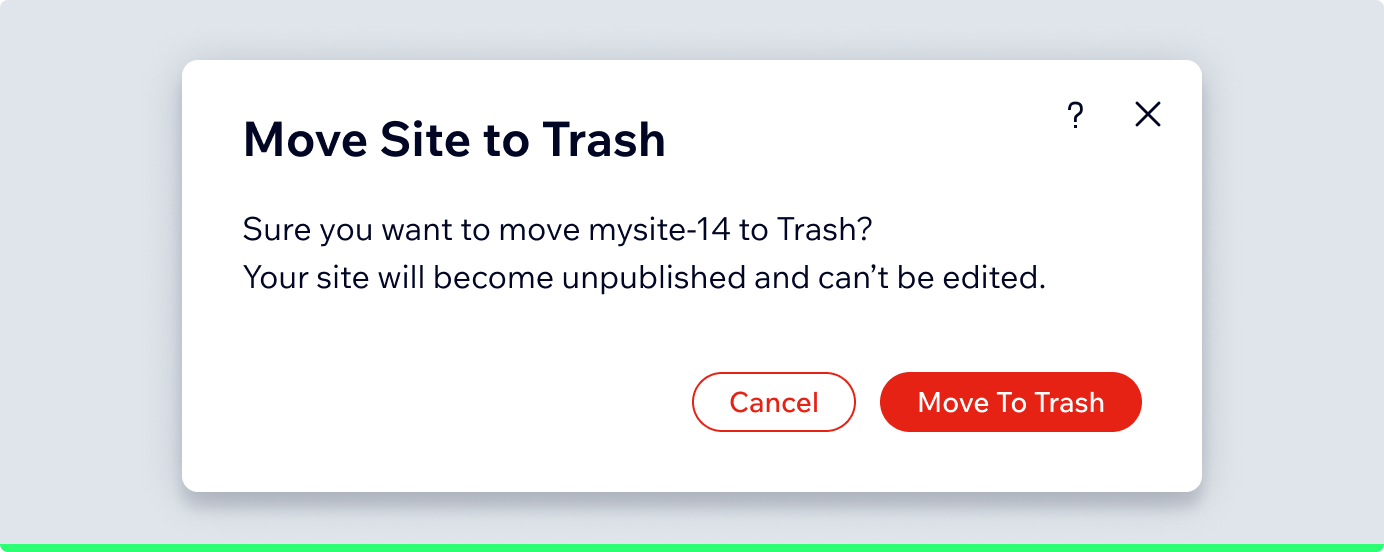 ?
Move Site to Trash
Sure you want to move mysite-14 to Trash?
Your site will become unpublished and can’t be edited.
Cancel
Move To Trash